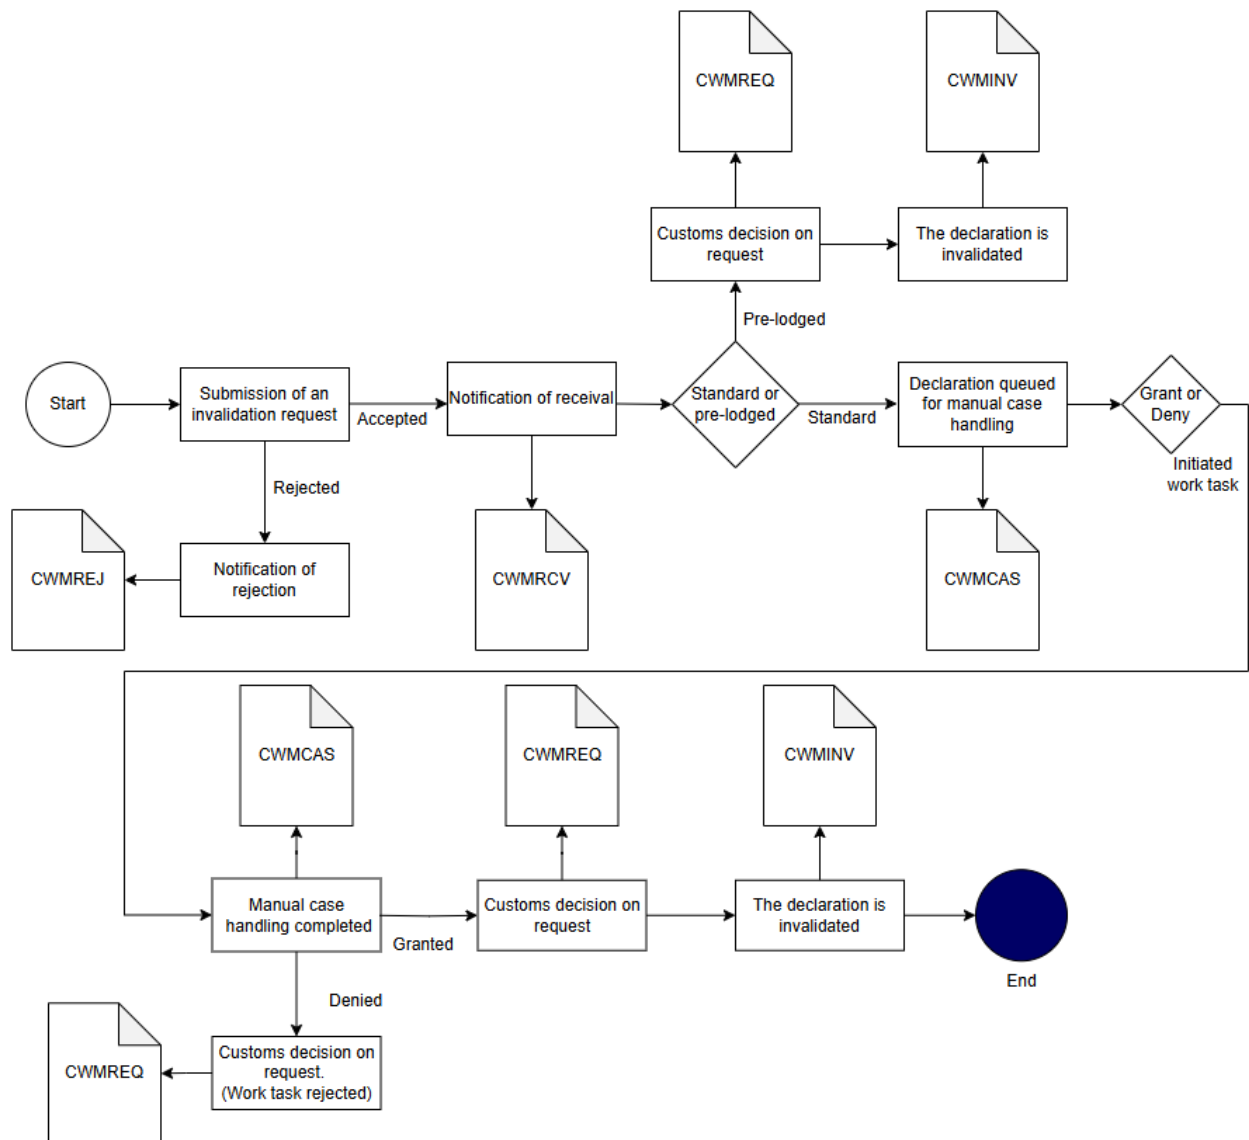 CWMREQ
CWMINV
Customs decision on
request
The declaration is
invalidated
Pre-lodged
Start
Submission of an
invalidation request
Accepted
Notification of receival
Standard or
pre-lodged
Standard
Declaration queued
for manual case
handling
Grant or
Deny
Initiated
work task
Rejected
CWMREJ
Notification of
rejection
CWMRCV
CWMCAS
CWMCAS
CWMREQ
CWMINV
Manual case
handling completed
Granted
Customs decision on
request
The declaration is
invalidated
End
Denied
CWMREQ
Customs decision on
request.
(Work task rejected)